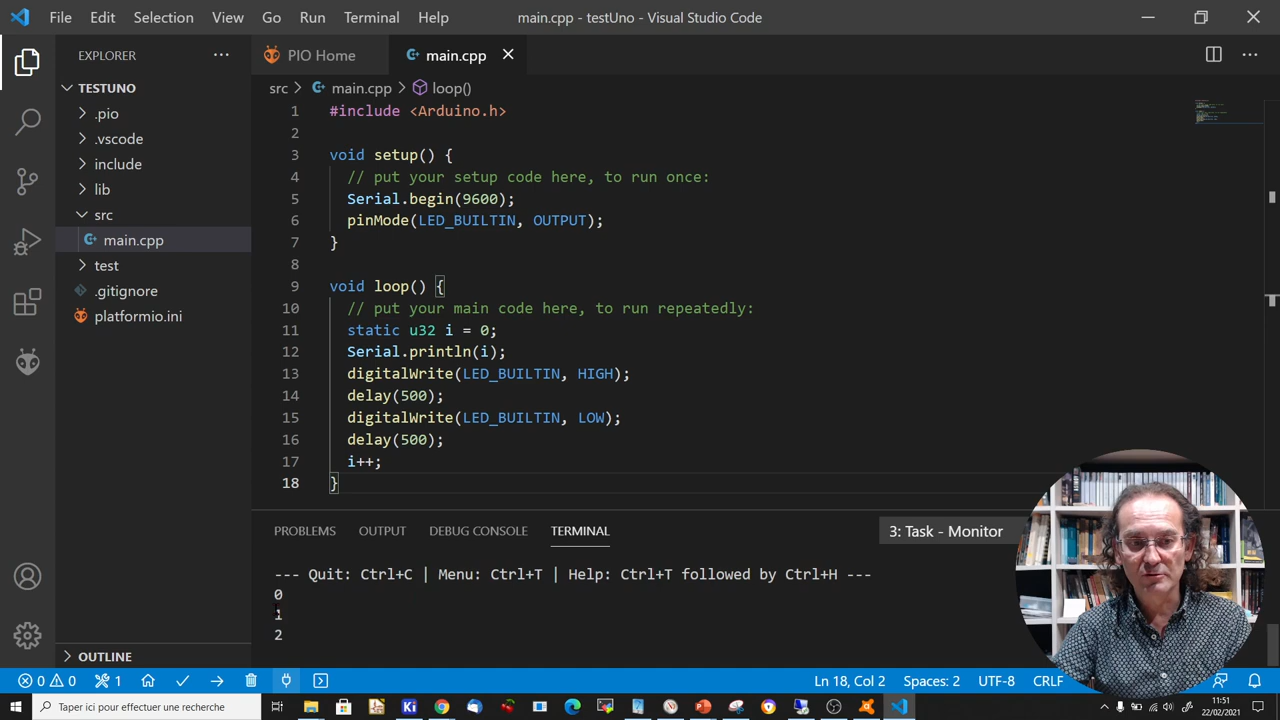 File Edit Selection View Go Run Terminal Help main.cpp - testUno - Visual Studio Code
EXPLORER
PIO Home
main.cpp
TESTUNO
src main.cpp loop()
.pio
.vscode
include
lib
src
main.cpp
test
.gitignore
platformio.ini
1 #include <Arduino.h>
2
3 void setup() {
4 // put your setup code here, to run once:
5 Serial.begin(9600);
6 pinMode(LED_BUILTIN, OUTPUT);
7 }
8
9 void loop() {
10 // put your main code here, to run repeatedly:
11 static u32 i = 0;
12 Serial.println(i);
13 digitalWrite(LED_BUILTIN, HIGH);
14 delay(500);
15 digitalWrite(LED_BUILTIN, LOW);
16 delay(500);
17 i++;
18 }
PROBLEMS OUTPUT DEBUG CONSOLE TERMINAL 3: Task - Monitor
--- Quit: Ctrl+C | Menu: Ctrl+T | Help: Ctrl+T followed by Ctrl+H ---
0
1
2
OUTLINE
0 0 1 Ln 18, Col 2 Spaces: 2 UTF-8 CRLF
Taper ici pour effectuer une recherche
Ki
11:51
22/02/2021